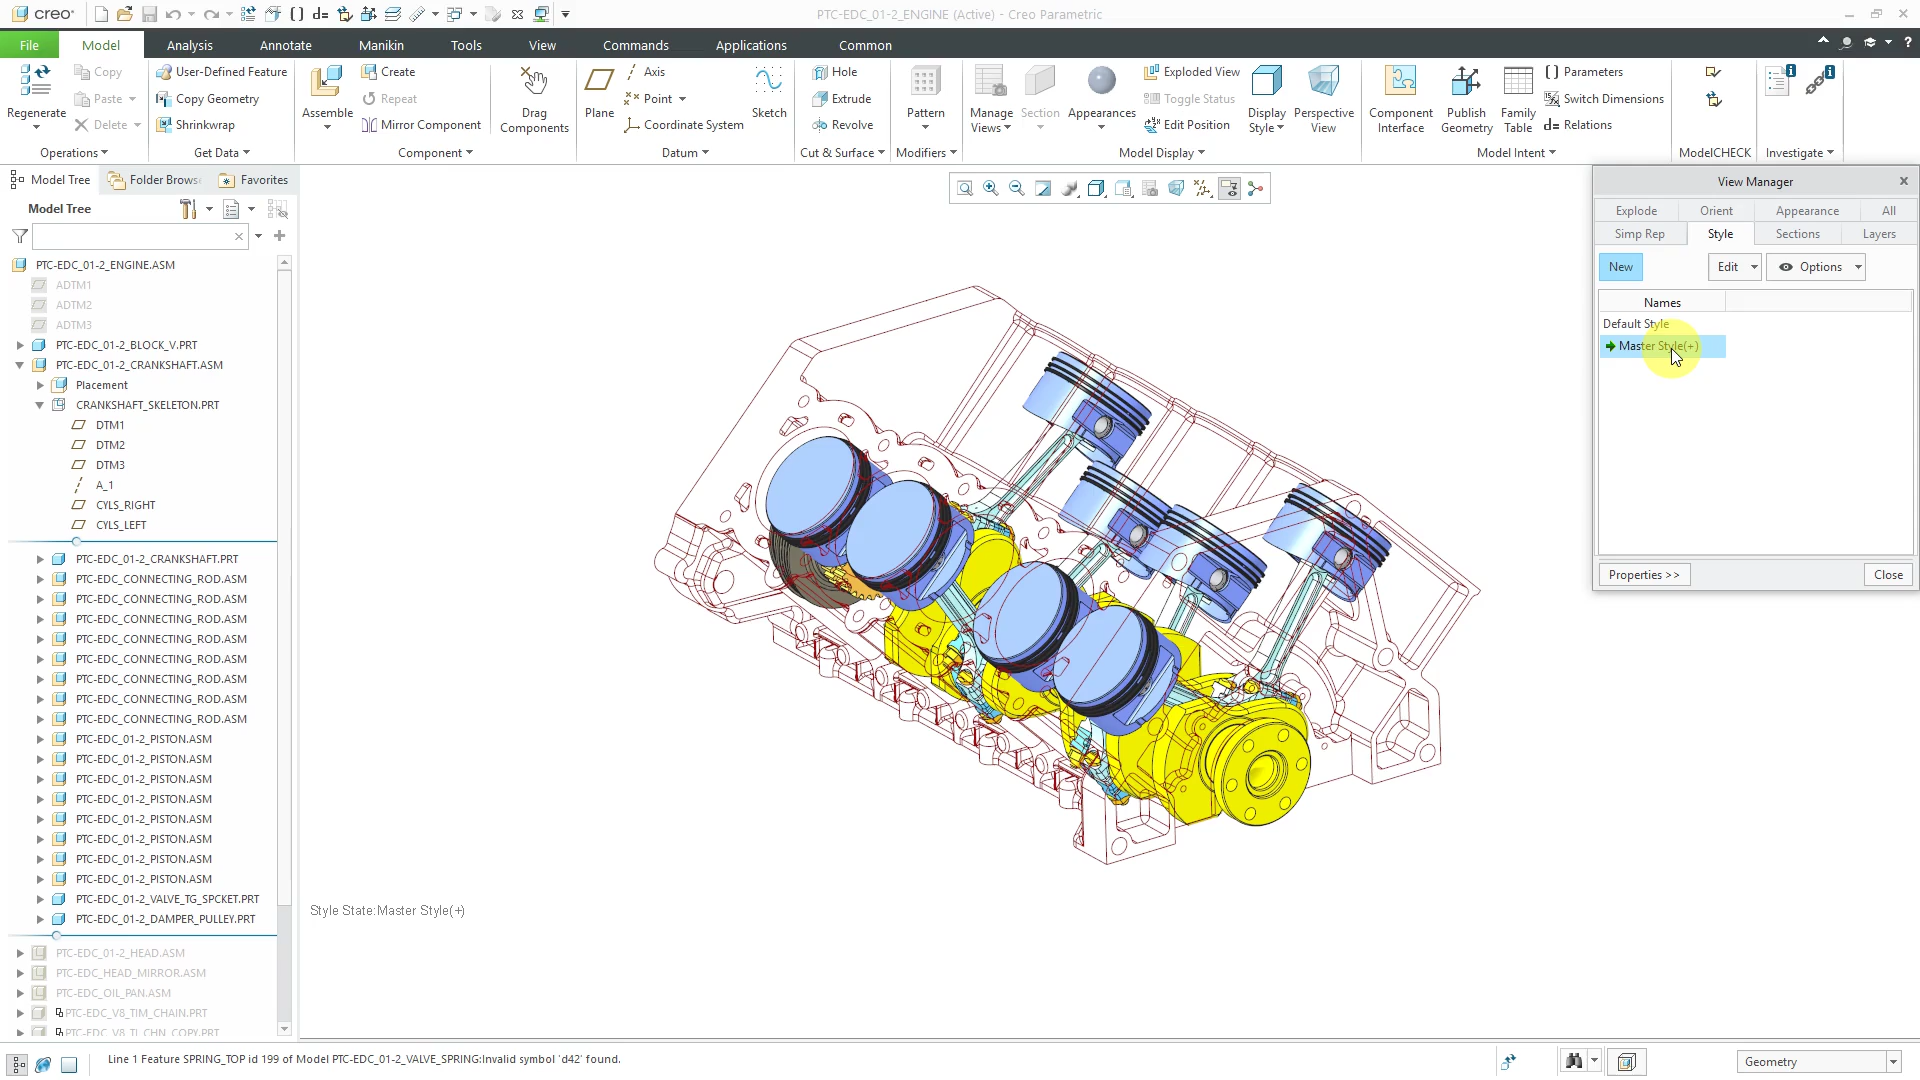 creo
PTC-EDC_01-2_ENGINE (Active) - Creo Parametric
File
Model
Analysis
Annotate
Manikin
Tools
View
Commands
Applications
Common
Regenerate
Copy
Paste
Delete
Operations
User-Defined Feature
Copy Geometry
Shrinkwrap
Get Data
Assemble
Create
Repeat
Mirror Component
Component
Drag Components
Plane
Axis
Point
Coordinate System
Sketch
Datum
Hole
Extrude
Revolve
Cut & Surface
Pattern
Modifiers
Manage Views
Section
Appearances
Exploded View
Toggle Status
Edit Position
Display Style
Perspective View
Model Display
Component Interface
Publish Geometry
Family Table
Parameters
Switch Dimensions
d= Relations
Model Intent
ModelCHECK
Investigate
Model Tree
Folder Brows
Favorites
Model Tree
PTC-EDC_01-2_ENGINE.ASM
ADTM1
ADTM2
ADTM3
PTC-EDC_01-2_BLOCK_V.PRT
PTC-EDC_01-2_CRANKSHAFT.ASM
Placement
CRANKSHAFT_SKELETON.PRT
DTM1
DTM2
DTM3
A_1
CYLS_RIGHT
CYLS_LEFT
PTC-EDC_01-2_CRANKSHAFT.PRT
PTC-EDC_CONNECTING_ROD.ASM
PTC-EDC_CONNECTING_ROD.ASM
PTC-EDC_CONNECTING_ROD.ASM
PTC-EDC_CONNECTING_ROD.ASM
PTC-EDC_CONNECTING_ROD.ASM
PTC-EDC_CONNECTING_ROD.ASM
PTC-EDC_CONNECTING_ROD.ASM
PTC-EDC_CONNECTING_ROD.ASM
PTC-EDC_01-2_PISTON.ASM
PTC-EDC_01-2_PISTON.ASM
PTC-EDC_01-2_PISTON.ASM
PTC-EDC_01-2_PISTON.ASM
PTC-EDC_01-2_PISTON.ASM
PTC-EDC_01-2_PISTON.ASM
PTC-EDC_01-2_PISTON.ASM
PTC-EDC_01-2_PISTON.ASM
PTC-EDC_01-2_VALVE_TG_SPCKET.PRT
PTC-EDC_01-2_DAMPER_PULLEY.PRT
PTC-EDC_01-2_HEAD.ASM
PTC-EDC_HEAD_MIRROR.ASM
PTC-EDC_OIL_PAN.ASM
PTC-EDC_V8_TIM_CHAIN.PRT
PTC-EDC_V8_TI_CHN_COPY.PRT
Style State:Master Style(+)
View Manager
Explode
Orient
Appearance
All
Simp Rep
Style
Sections
Layers
New
Edit
Options
Names
Default Style
Master Style(+)
Properties >>
Close
Line 1 Feature SPRING_TOP id 199 of Model PTC-EDC_01-2_VALVE_SPRING:Invalid symbol 'd42' found.
Geometry